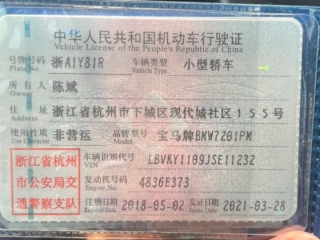 中华人民共和国机动车行驶证
Vehicle License of the People's Republic of China
号牌号码 浙A1Y81R 车辆类型 小型轿车
Plate No. Vehicle Type
所有人 陈斌
Owner
住址 浙江省杭州市下城区现代城社区155号
Address
使用性质 非营运 品牌型号 宝马牌BMW7201PM
Use Character Model
浙江省杭州
市公安局交
通警察支队
车辆识别代号 LBVKY1109JSE11232
VIN
发动机号码 4836E373
Engine No.
注册日期 2018-05-02 发证日期 2021-03-28
Register Date Issue Date